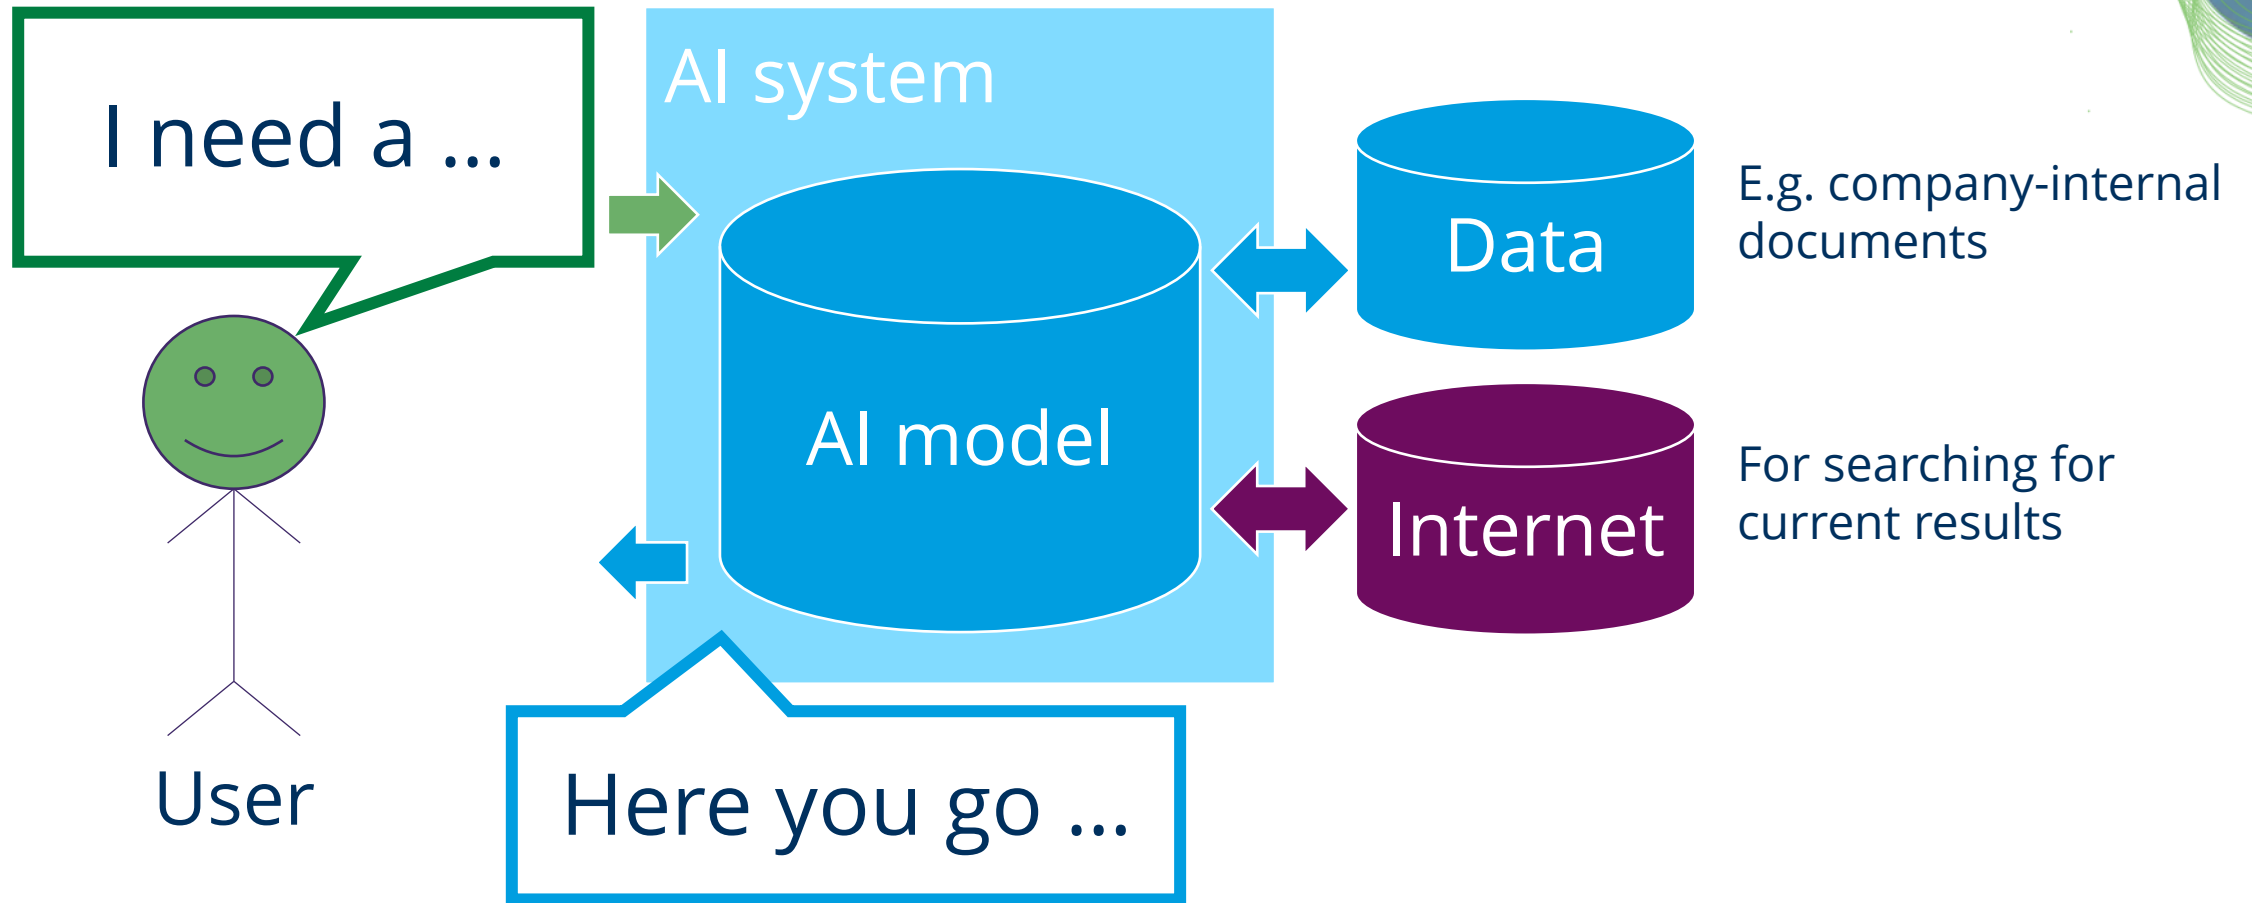 I need a ...
AI system
AI model
Data
E.g. company-internal
documents
Internet
For searching for
current results
User
Here you go ...